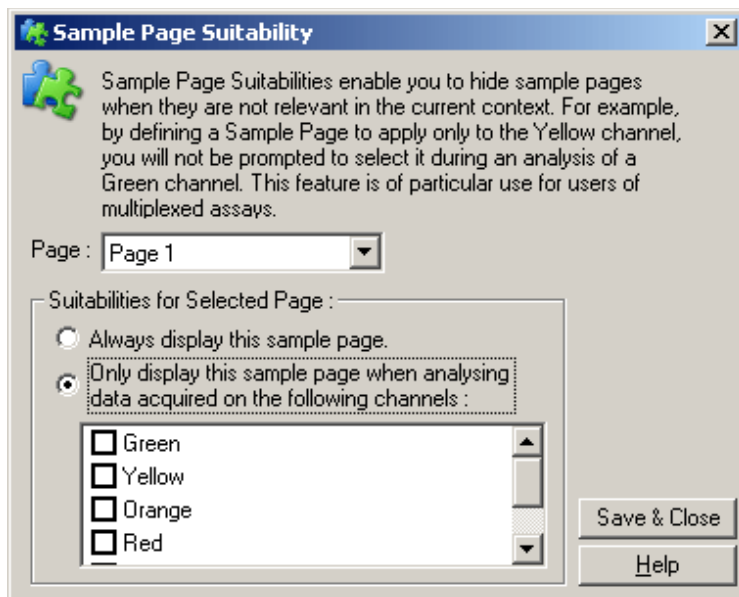 Sample Page Suitability
Sample Page Suitabilities enable you to hide sample pages
when they are not relevant in the current context. For example,
by defining a Sample Page to apply only to the Yellow channel,
you will not be prompted to select it during an analysis of a
Green channel. This feature is of particular use for users of
multiplexed assays.
Page : Page 1
Suitabilities for Selected Page :
Always display this sample page.
Only display this sample page when analysing
data acquired on the following channels :
Green
Yellow
Orange
Red
Save & Close
Help